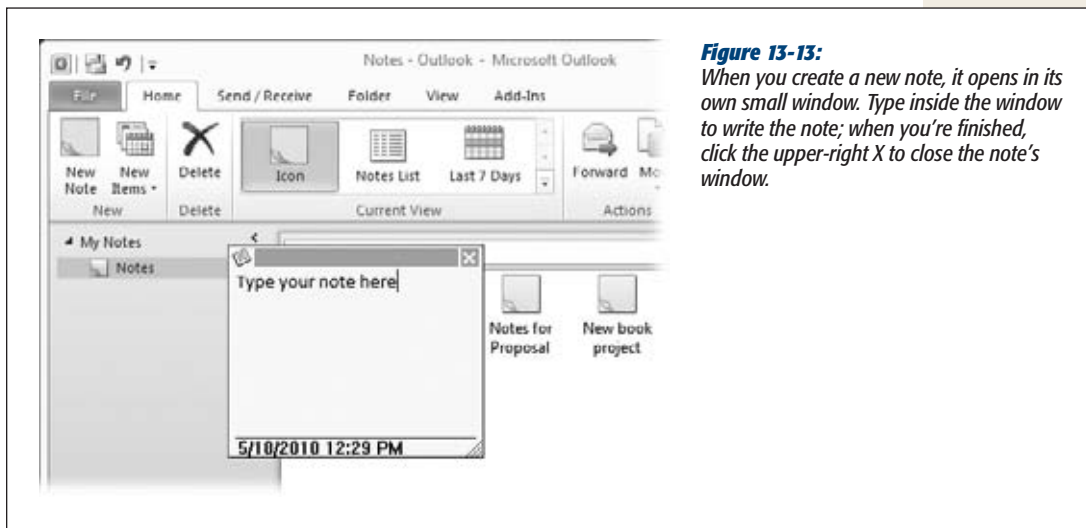 Notes - Outlook - Microsoft Outlook
File Home Send / Receive Folder View Add-Ins
New Note
New Items
Delete
Icon
Notes List
Last 7 Days
Forward
New Delete Current View Actions
My Notes
Notes
Type your note here
5/10/2010 12:29 PM
Notes for
Proposal
New book
project
Figure 13-13:
When you create a new note, it opens in its
own small window. Type inside the window
to write the note; when you're finished,
click the upper-right X to close the note's
window.